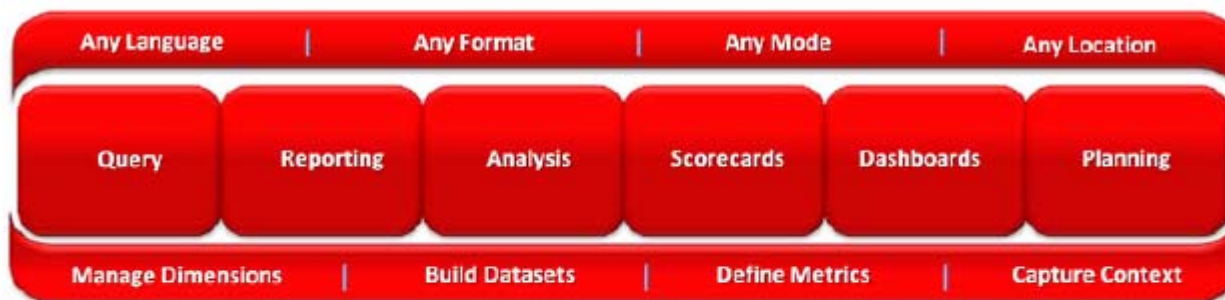 Any Language | Any Format | Any Mode | Any Location
Query Reporting Analysis Scorecards Dashboards Planning
Manage Dimensions | Build Datasets | Define Metrics | Capture Context